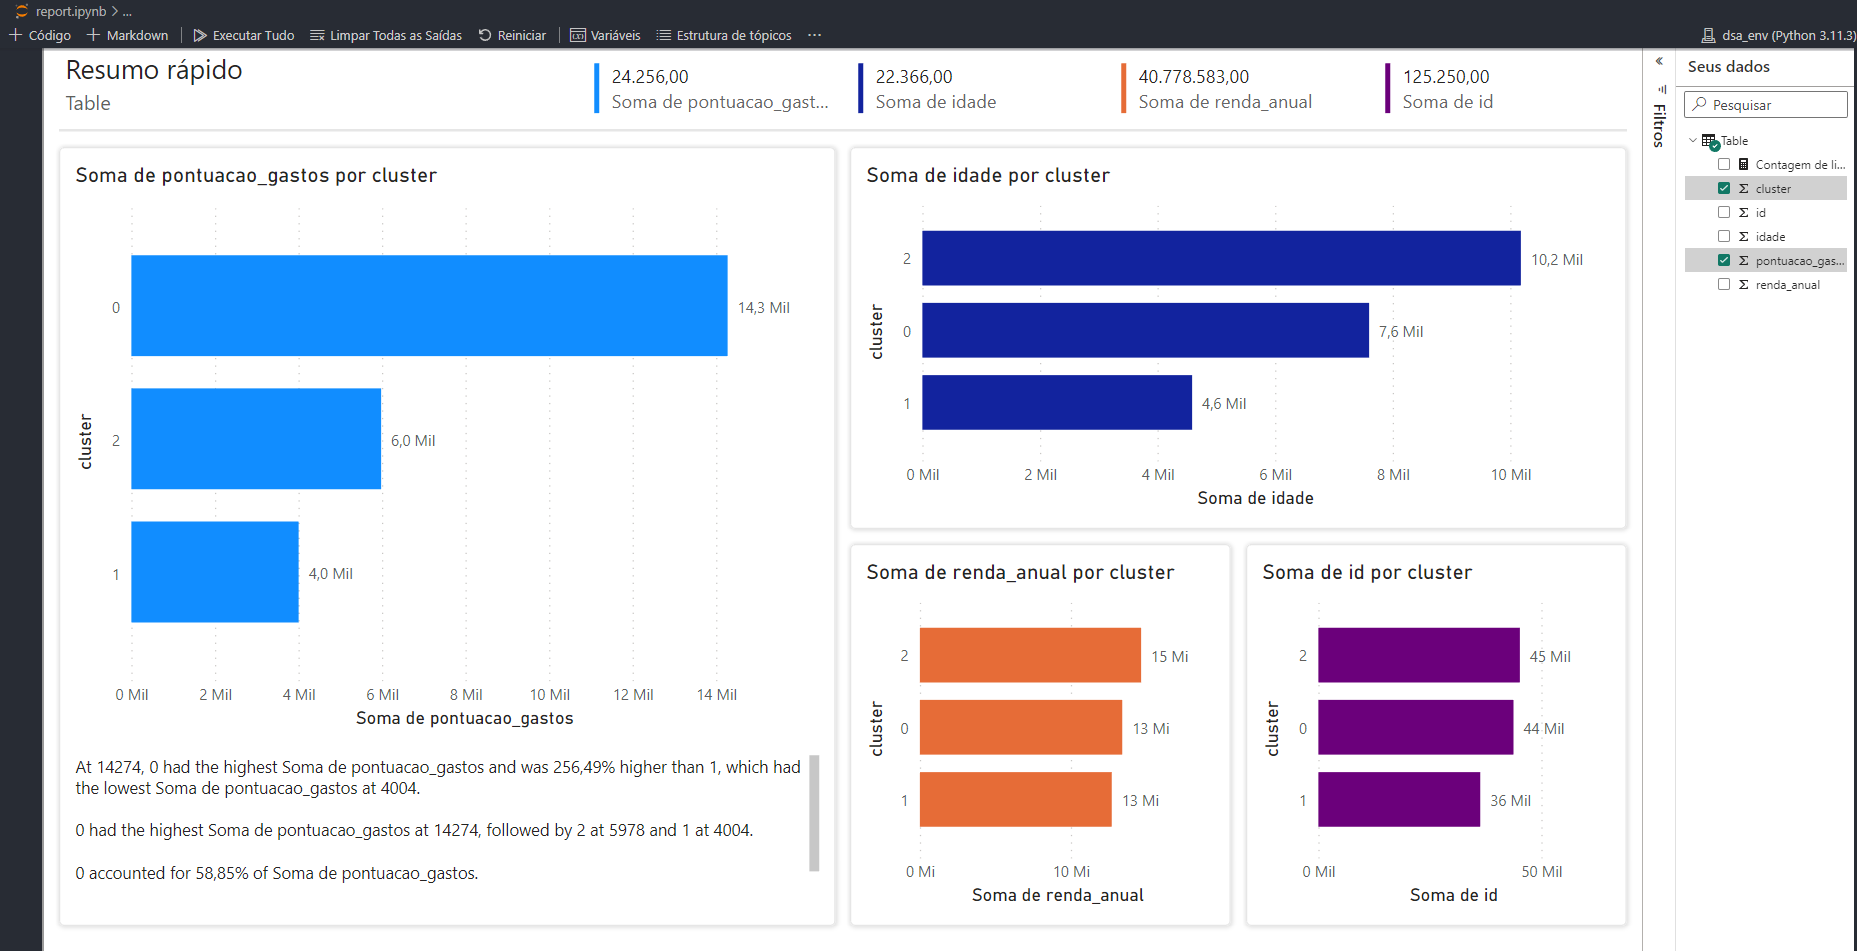 report.ipynb > ...
Código
Markdown
Executar Tudo
Limpar Todas as Saídas
Reiniciar
Variáveis
Estrutura de tópicos
...
dsa_env (Python 3.11.3)
Resumo rápido
Table
24.256,00
Soma de pontuacao_gast...
22.366,00
Soma de idade
40.778.583,00
Soma de renda_anual
125.250,00
Soma de id
Soma de pontuacao_gastos por cluster
cluster
0
14,3 Mil
2
6,0 Mil
1
4,0 Mil
0 Mil 2 Mil 4 Mil 6 Mil 8 Mil 10 Mil 12 Mil 14 Mil
Soma de pontuacao_gastos
At 14274, 0 had the highest Soma de pontuacao_gastos and was 256,49% higher than 1, which had
the lowest Soma de pontuacao_gastos at 4004.
0 had the highest Soma de pontuacao_gastos at 14274, followed by 2 at 5978 and 1 at 4004.
0 accounted for 58,85% of Soma de pontuacao_gastos.
Soma de idade por cluster
cluster
2
10,2 Mil
0
7,6 Mil
1
4,6 Mil
0 Mil 2 Mil 4 Mil 6 Mil 8 Mil 10 Mil
Soma de idade
Soma de renda_anual por cluster
cluster
2
15 Mi
0
13 Mi
1
13 Mi
0 Mi 10 Mi
Soma de renda_anual
Soma de id por cluster
cluster
2
45 Mil
0
44 Mil
1
36 Mil
0 Mil 50 Mil
Soma de id
Filtros
Seus dados
Pesquisar
Table
Contagem de li...
Σ cluster
Σ id
Σ idade
Σ pontuacao_gas...
Σ renda_anual